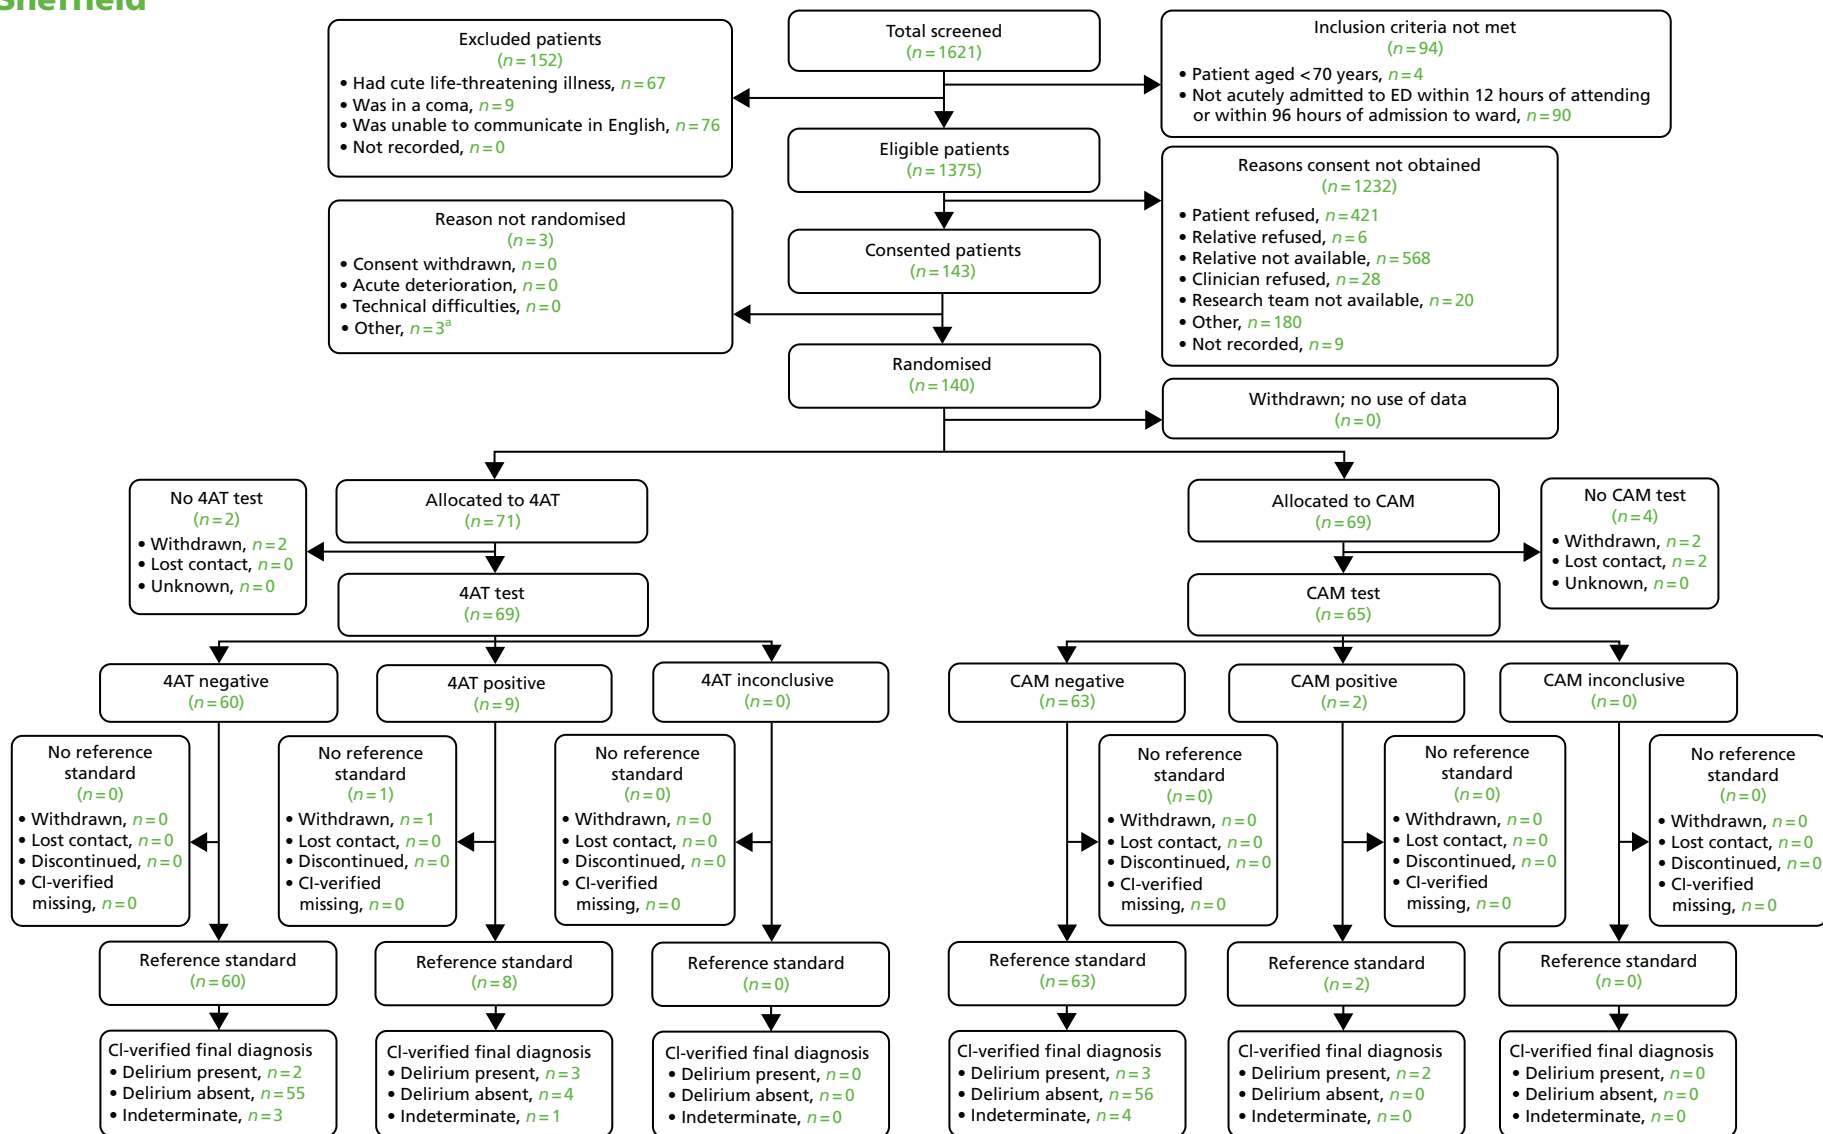 Sheffield
Excluded patients
(n=152)
• Had cute life-threatening illness, n=67
• Was in a coma, n=9
• Was unable to communicate in English, n=76
• Not recorded, n=0
Total screened
(n=1621)
Inclusion criteria not met
(n=94)
• Patient aged <70 years, n=4
• Not acutely admitted to ED within 12 hours of attending
or within 96 hours of admission to ward, n=90
Eligible patients
(n=1375)
Reasons consent not obtained
(n=1232)
• Patient refused, n=421
• Relative refused, n=6
• Relative not available, n=568
• Clinician refused, n=28
• Research team not available, n=20
• Other, n=180
• Not recorded, n=9
Reason not randomised
(n=3)
• Consent withdrawn, n=0
• Acute deterioration, n=0
• Technical difficulties, n=0
• Other, n=3a
Consented patients
(n=143)
Randomised
(n=140)
Withdrawn; no use of data
(n=0)
No 4AT test
(n=2)
• Withdrawn, n=2
• Lost contact, n=0
• Unknown, n=0
Allocated to 4AT
(n=71)
Allocated to CAM
(n=69)
No CAM test
(n=4)
• Withdrawn, n=2
• Lost contact, n=2
• Unknown, n=0
4AT test
(n=69)
CAM test
(n=65)
4AT negative
(n=60)
4AT positive
(n=9)
4AT inconclusive
(n=0)
CAM negative
(n=63)
CAM positive
(n=2)
CAM inconclusive
(n=0)
No reference
standard
(n=0)
• Withdrawn, n=0
• Lost contact, n=0
• Discontinued, n=0
• CI-verified
missing, n=0
No reference
standard
(n=1)
• Withdrawn, n=1
• Lost contact, n=0
• Discontinued, n=0
• CI-verified
missing, n=0
No reference
standard
(n=0)
• Withdrawn, n=0
• Lost contact, n=0
• Discontinued, n=0
• CI-verified
missing, n=0
No reference
standard
(n=0)
• Withdrawn, n=0
• Lost contact, n=0
• Discontinued, n=0
• CI-verified
missing, n=0
No reference
standard
(n=0)
• Withdrawn, n=0
• Lost contact, n=0
• Discontinued, n=0
• CI-verified
missing, n=0
No reference
standard
(n=0)
• Withdrawn, n=0
• Lost contact, n=0
• Discontinued, n=0
• CI-verified
missing, n=0
Reference standard
(n=60)
Reference standard
(n=8)
Reference standard
(n=0)
Reference standard
(n=63)
Reference standard
(n=2)
Reference standard
(n=0)
CI-verified final diagnosis
• Delirium present, n=2
• Delirium absent, n=55
• Indeterminate, n=3
CI-verified final diagnosis
• Delirium present, n=3
• Delirium absent, n=4
• Indeterminate, n=1
CI-verified final diagnosis
• Delirium present, n=0
• Delirium absent, n=0
• Indeterminate, n=0
CI-verified final diagnosis
• Delirium present, n=3
• Delirium absent, n=56
• Indeterminate, n=4
CI-verified final diagnosis
• Delirium present, n=2
• Delirium absent, n=0
• Indeterminate, n=0
CI-verified final diagnosis
• Delirium present, n=0
• Delirium absent, n=0
• Indeterminate, n=0